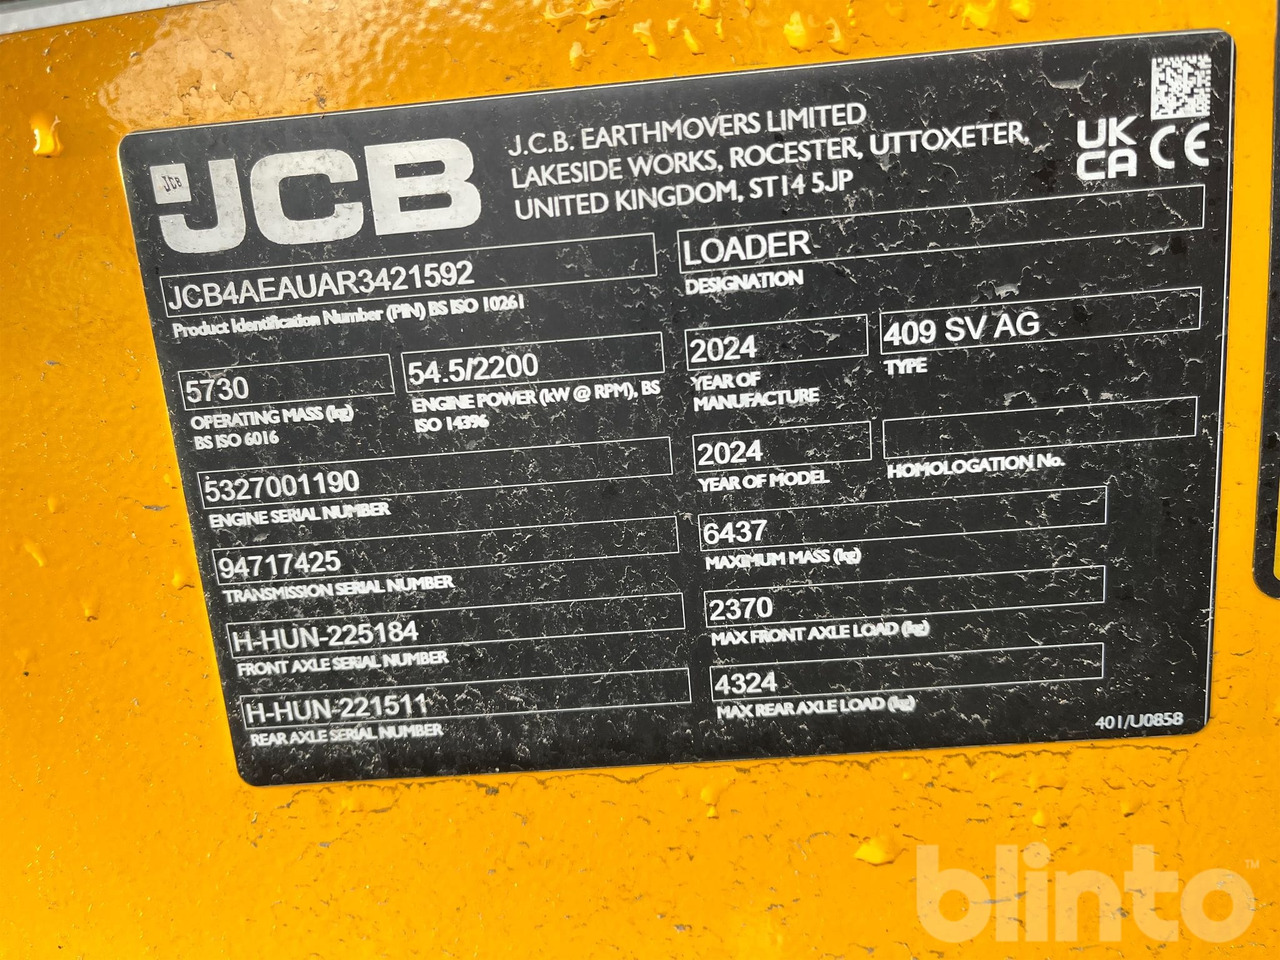 JCB
JCB
J.C.B. EARTHMOVERS LIMITED
LAKESIDE WORKS, ROCESTER, UTTOXETER,
UNITED KINGDOM, ST14 5JP
UK
CA CE
JCB4AEAUAR3421592
Product Identification Number (PIN) BS ISO 10261
LOADER
DESIGNATION
5730
OPERATING MASS (kg)
BS ISO 6016
54.5/2200
ENGINE POWER (kW @ RPM), BS
ISO 14396
2024
YEAR OF
MANUFACTURE
409 SV AG
TYPE
5327001190
ENGINE SERIAL NUMBER
2024
YEAR OF MODEL
HOMOLOGATION No.
94717425
TRANSMISSION SERIAL NUMBER
6437
MAXIMUM MASS (kg)
H-HUN-225184
FRONT AXLE SERIAL NUMBER
2370
MAX FRONT AXLE LOAD (kg)
H-HUN-221511
REAR AXLE SERIAL NUMBER
4324
MAX REAR AXLE LOAD (kg)
401/U0858
blinto™